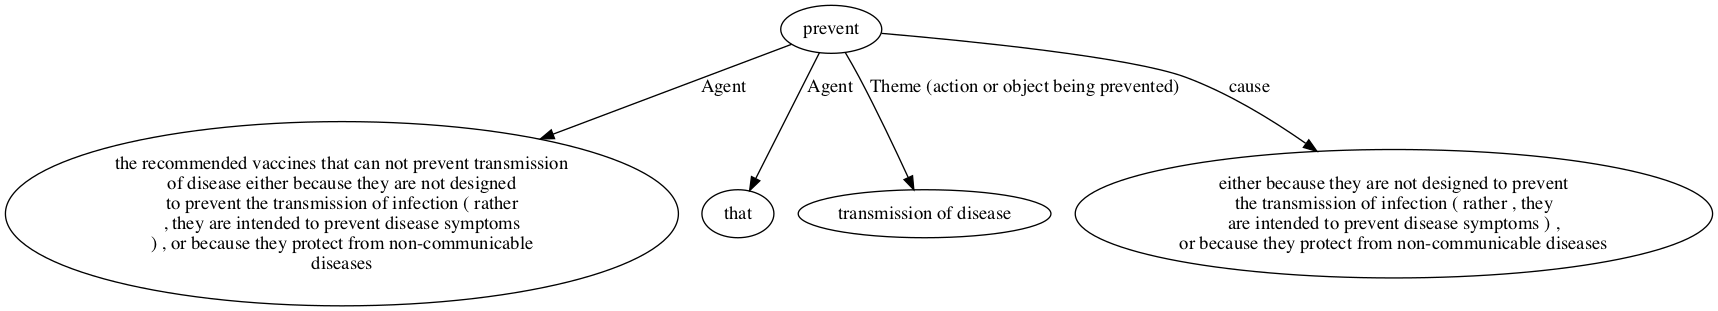 prevent
Agent
Agent
Theme (action or object being prevented)
cause
the recommended vaccines that can not prevent transmission
of disease either because they are not designed
to prevent the transmission of infection ( rather
, they are intended to prevent disease symptoms
) , or because they protect from non-communicable
diseases
that
transmission of disease
either because they are not designed to prevent
the transmission of infection ( rather , they
are intended to prevent disease symptoms ) ,
or because they protect from non-communicable diseases